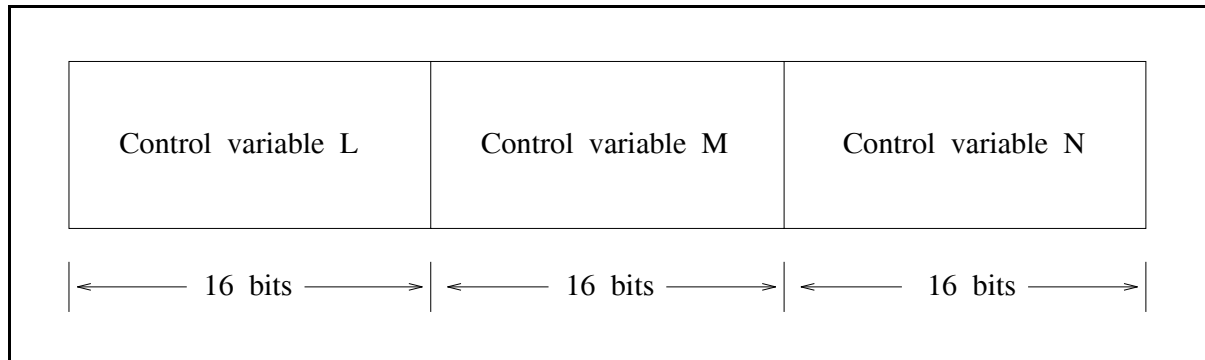 Control variable L
Control variable M
Control variable N
16 bits
16 bits
16 bits